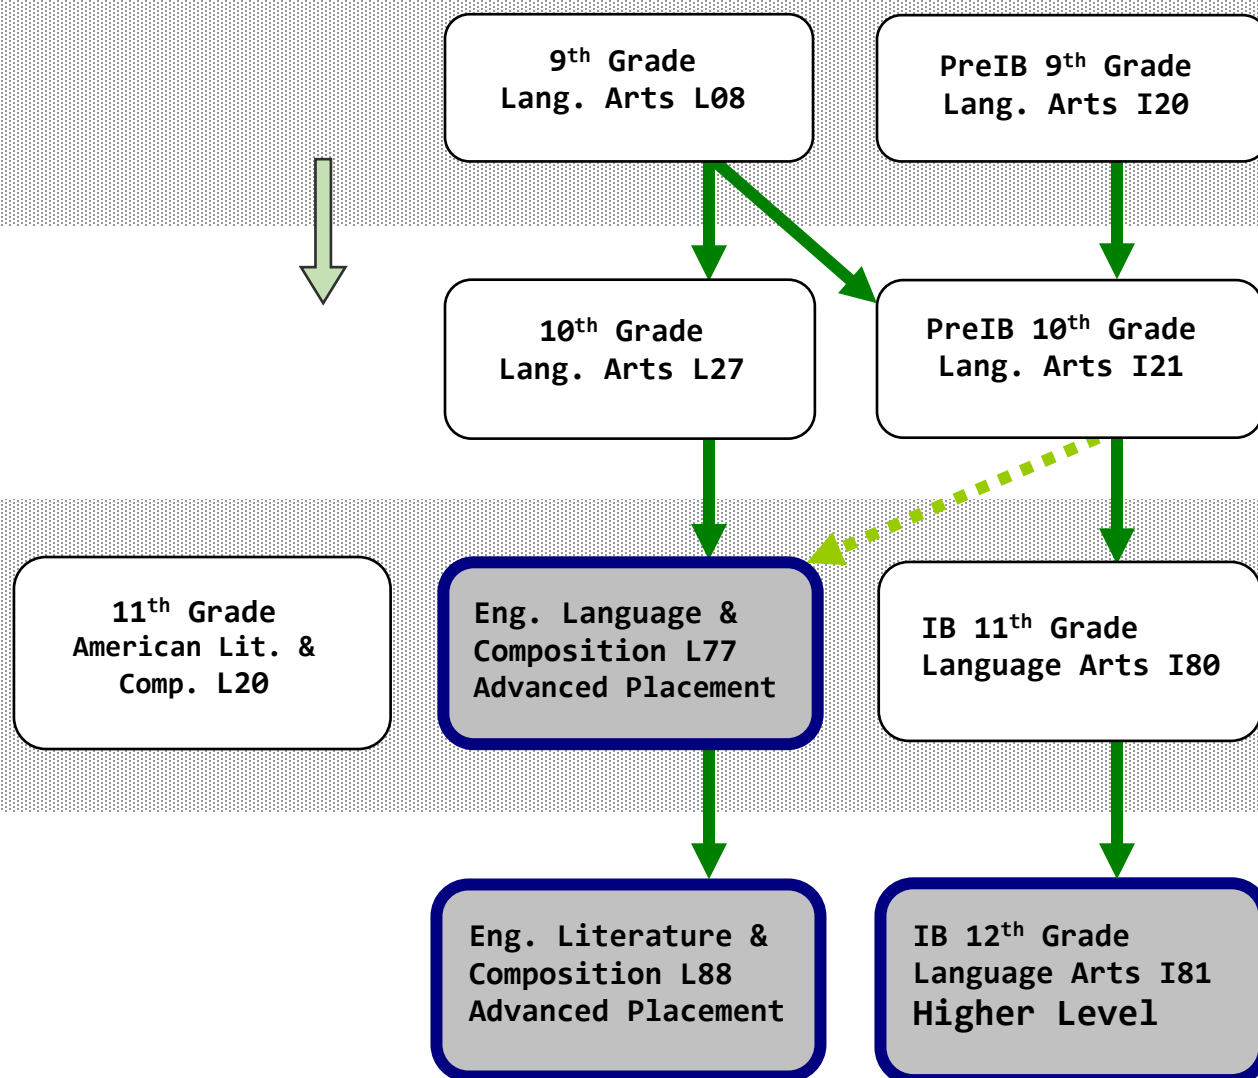 9th Grade
Lang. Arts L08
PreIB 9th Grade
Lang. Arts I20
10th Grade
Lang. Arts L27
PreIB 10th Grade
Lang. Arts I21
11th Grade
American Lit. &
Comp. L20
Eng. Language &
Composition L77
Advanced Placement
IB 11th Grade
Language Arts I80
Eng. Literature &
Composition L88
Advanced Placement
IB 12th Grade
Language Arts I81
Higher Level